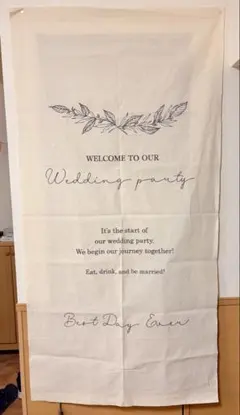 WELCOME TO OUR
Wedding party
It's the start of
our wedding party.
We begin our journey together!
Eat, drink, and be married!
Best Day Ever